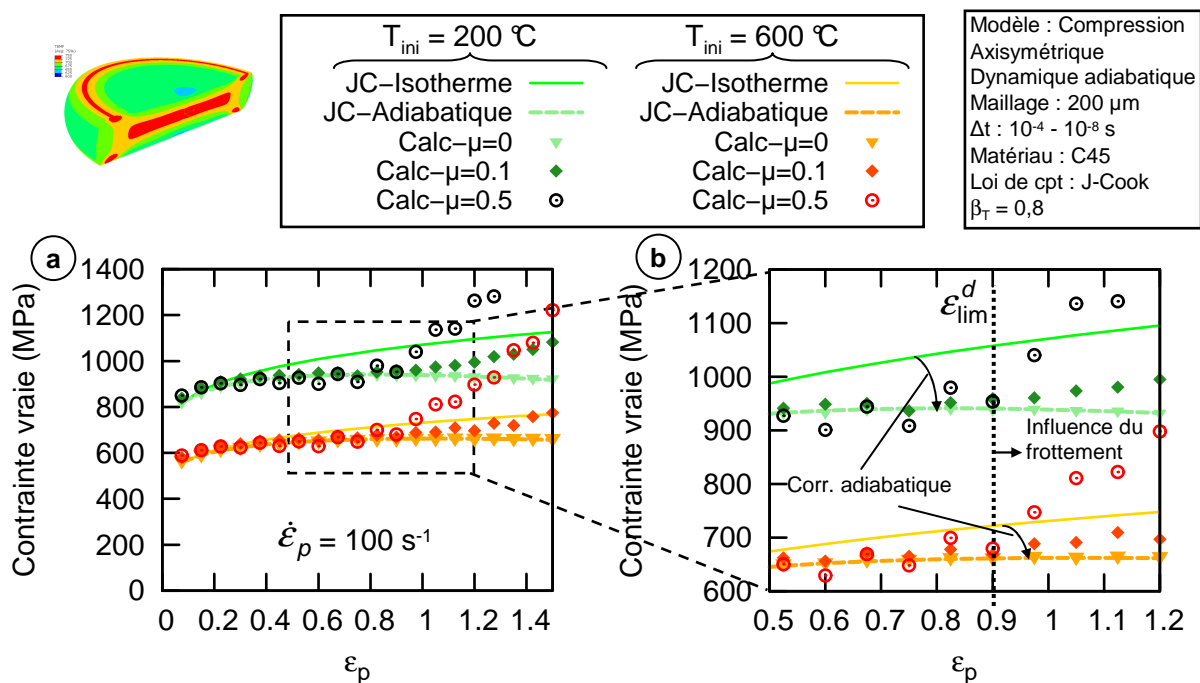 T_ini = 200 °C
T_ini = 600 °C
JC–Isotherme
JC–Isotherme
JC–Adiabatique
JC–Adiabatique
Calc–µ=0
Calc–µ=0
Calc–µ=0.1
Calc–µ=0.1
Calc–µ=0.5
Calc–µ=0.5
Modèle : Compression
Axisymétrique
Dynamique adiabatique
Maillage : 200 µm
Δt : 10⁻⁴ - 10⁻⁸ s
Matériau : C45
Loi de cpt : J-Cook
β_T = 0,8
a
Contrainte vraie (MPa)
1400
1200
1000
800
600
400
200
0
ε̇_p = 100 s⁻¹
0 0.2 0.4 0.6 0.8 1 1.2 1.4
ε_p
b
Contrainte vraie (MPa)
1200
1100
1000
900
800
700
600
ε^d_lim
Influence du
frottement
Corr. adiabatique
0.5 0.6 0.7 0.8 0.9 1 1.1 1.2
ε_p